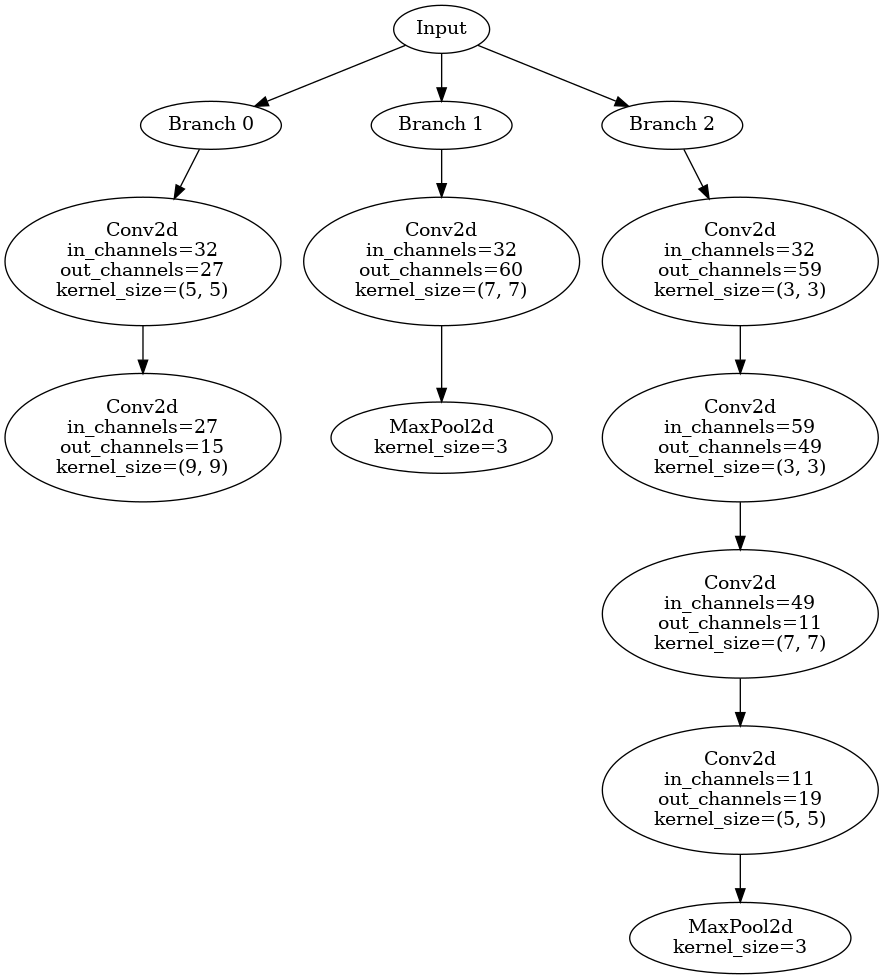 Input
Branch 0
Branch 1
Branch 2
Conv2d
in_channels=32
out_channels=27
kernel_size=(5, 5)
Conv2d
in_channels=32
out_channels=60
kernel_size=(7, 7)
Conv2d
in_channels=32
out_channels=59
kernel_size=(3, 3)
Conv2d
in_channels=27
out_channels=15
kernel_size=(9, 9)
MaxPool2d
kernel_size=3
Conv2d
in_channels=59
out_channels=49
kernel_size=(3, 3)
Conv2d
in_channels=49
out_channels=11
kernel_size=(7, 7)
Conv2d
in_channels=11
out_channels=19
kernel_size=(5, 5)
MaxPool2d
kernel_size=3